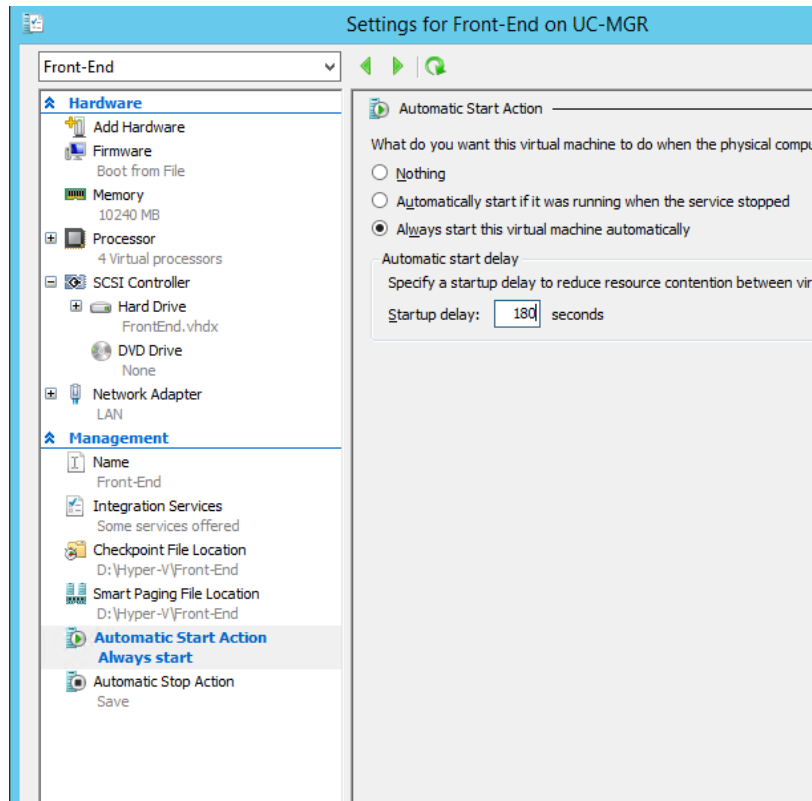 Settings for Front-End on UC-MGR
Front-End
Hardware
Add Hardware
Firmware
Boot from File
Memory
10240 MB
Processor
4 Virtual processors
SCSI Controller
Hard Drive
FrontEnd.vhdx
DVD Drive
None
Network Adapter
LAN
Management
Name
Front-End
Integration Services
Some services offered
Checkpoint File Location
D:\Hyper-V\Front-End
Smart Paging File Location
D:\Hyper-V\Front-End
Automatic Start Action
Always start
Automatic Stop Action
Save
Automatic Start Action
What do you want this virtual machine to do when the physical compu
Nothing
Automatically start if it was running when the service stopped
Always start this virtual machine automatically
Automatic start delay
Specify a startup delay to reduce resource contention between vir
Startup delay: 180 seconds